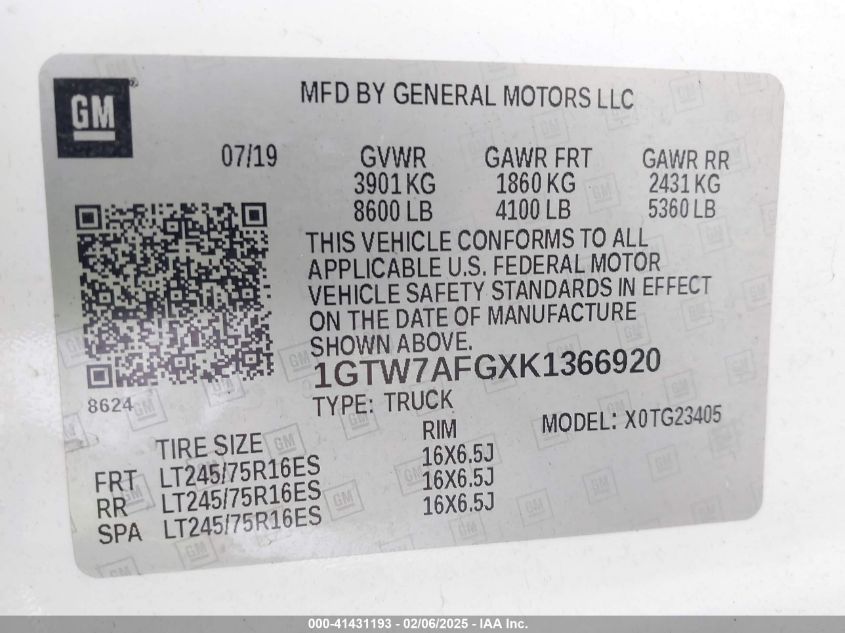 GM ®
MFD BY GENERAL MOTORS LLC
07/19 GVWR GAWR FRT GAWR RR
3901 KG 1860 KG 2431 KG
8600 LB 4100 LB 5360 LB
THIS VEHICLE CONFORMS TO ALL
APPLICABLE U.S. FEDERAL MOTOR
VEHICLE SAFETY STANDARDS IN EFFECT
ON THE DATE OF MANUFACTURE
SHOWN ABOVE.
1GTW7AFGXK1366920
8624 TYPE: TRUCK MODEL: X0TG23405
TIRE SIZE RIM
FRT LT245/75R16ES 16X6.5J
RR LT245/75R16ES 16X6.5J
SPA LT245/75R16ES 16X6.5J
000-41431193 - 02/06/2025 - IAA Inc.